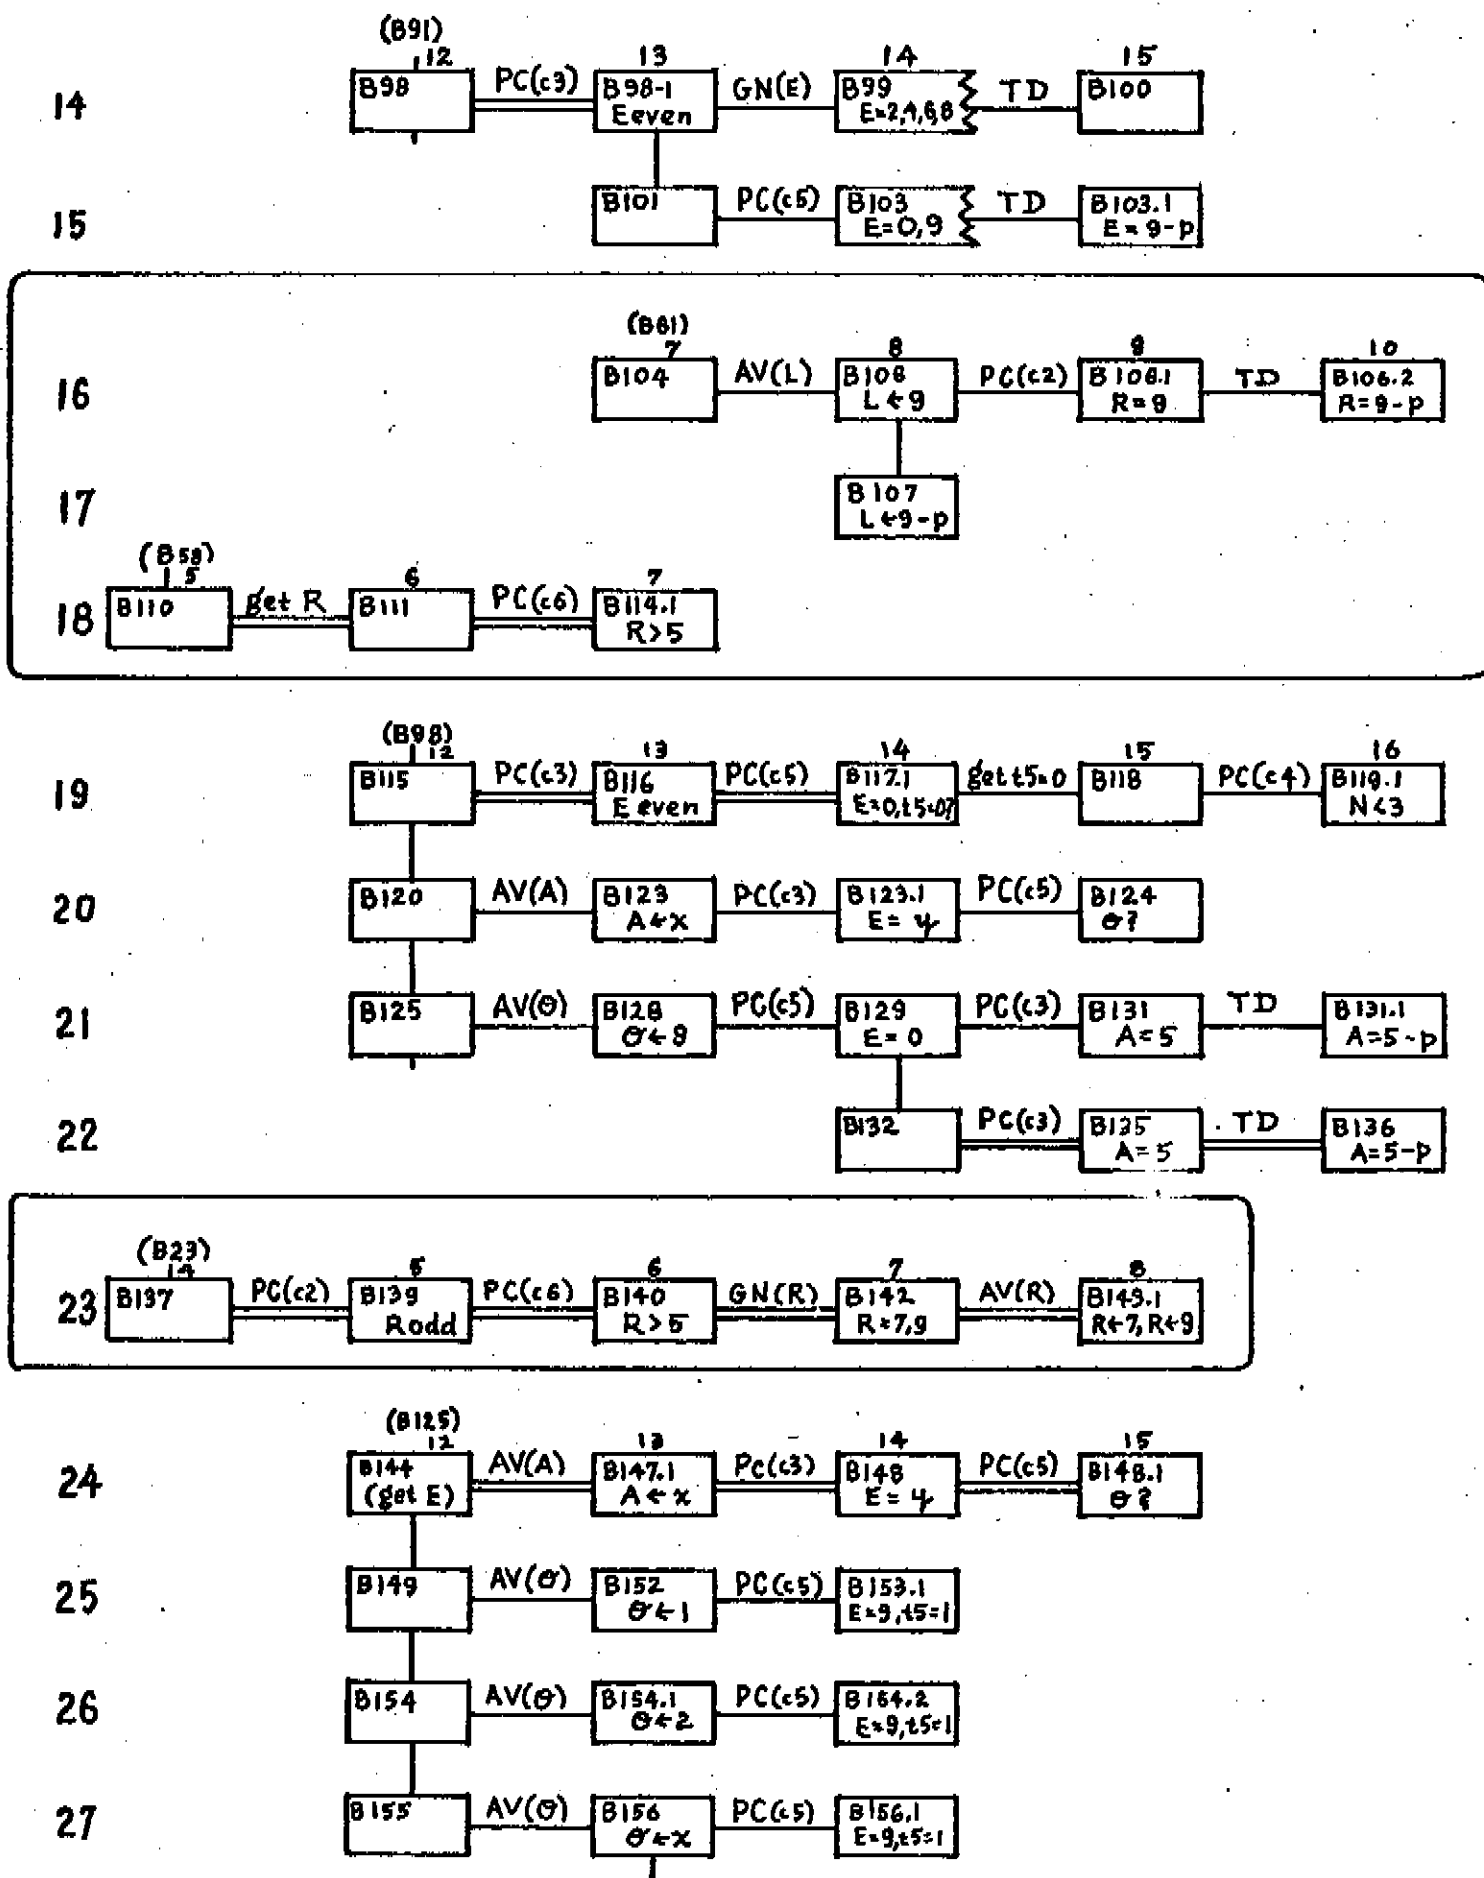 (B91)
12 13 14 15
14 B98 PC(c3) B98-1 GN(E) B99 TD B100
E even E=2,4,6,8
15 B101 PC(c5) B103 TD B103.1
E=0,9 E=9-p
(B81)
7 8 9 10
16 B104 AV(L) B106 PC(c2) B106.1 TD B106.2
L←9 R=9 R=9-p
17 B107
L←9-p
(B58)
5 6 7
18 B110 get R B111 PC(c6) B114.1
R>5
(B98)
12 13 14 15 16
19 B115 PC(c3) B116 PC(c5) B117.1 get t5=0 B118 PC(c4) B119.1
E even E=0,t5=0? N<3
20 B120 AV(A) B123 PC(c3) B123.1 PC(c5) B124
A←x E=y O?
21 B125 AV(O) B128 PC(c5) B129 PC(c3) B131 TD B131.1
O←9 E=0 A=5 A=5-p
22 B132 PC(c3) B135 TD B136
A=5 A=5-p
(B23)
14 5 6 7 8
23 B137 PC(c2) B139 PC(c6) B140 GN(R) B142 AV(R) B143.1
R odd R>5 R=7,9 R←7,R←9
(B125)
12 13 14 15
24 B144 AV(A) B147.1 PC(c3) B148 PC(c5) B148.1
(get E) A←x E=y O?
25 B149 AV(O) B152 PC(c5) B153.1
O←1 E=9,t5=1
26 B154 AV(O) B154.1 PC(c5) B154.2
O←2 E=9,t5=1
27 B155 AV(O) B156 PC(c5) B156.1
O←x E=9,t5=1